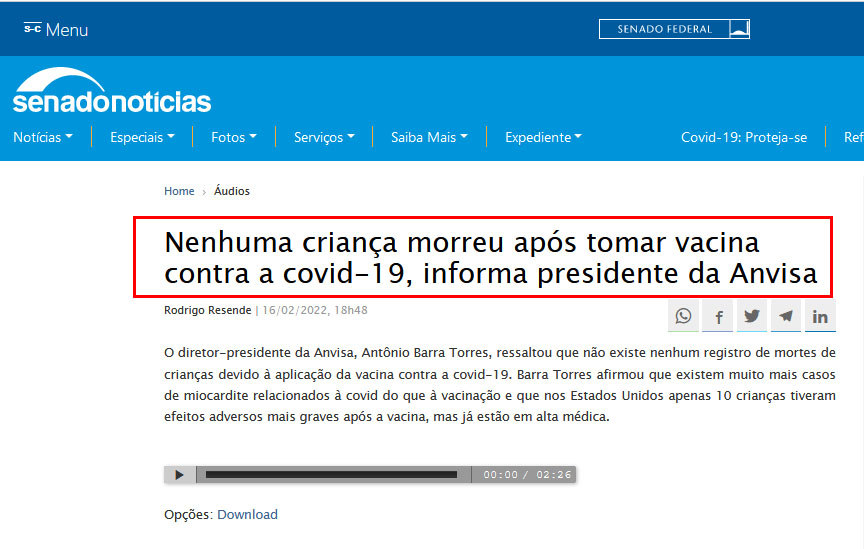 S-C Menu
SENADO FEDERAL
senadonotícias
Notícias
Especiais
Fotos
Serviços
Saiba Mais
Expediente
Covid-19: Proteja-se
Ref
Home › Áudios
Nenhuma criança morreu após tomar vacina
contra a covid-19, informa presidente da Anvisa
Rodrigo Resende | 16/02/2022, 18h48
O diretor-presidente da Anvisa, Antônio Barra Torres, ressaltou que não existe nenhum registro de mortes de
crianças devido à aplicação da vacina contra a covid-19. Barra Torres afirmou que existem muito mais casos
de miocardite relacionados à covid do que à vacinação e que nos Estados Unidos apenas 10 crianças tiveram
efeitos adversos mais graves após a vacina, mas já estão em alta médica.
00:00 / 02:26
Opções: Download